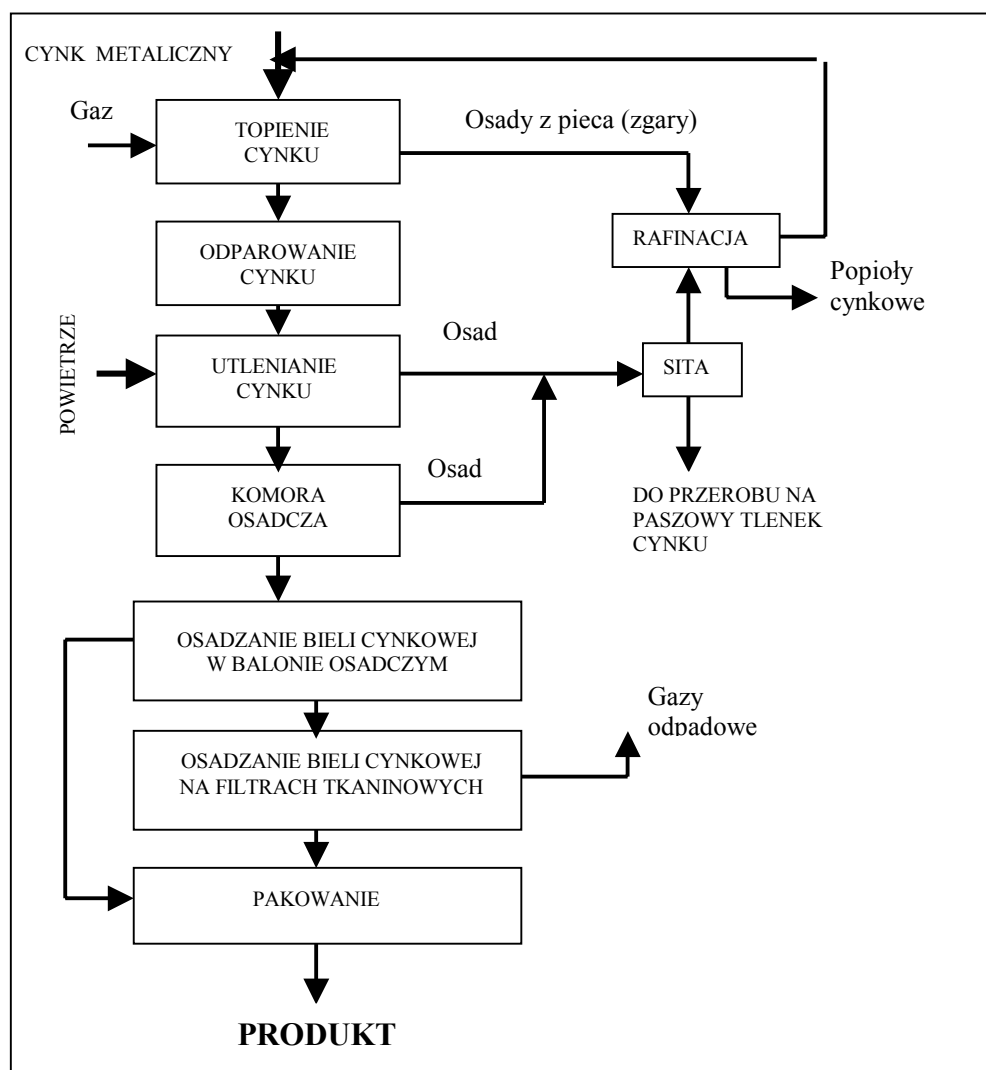 CYNK METALICZNY
Gaz
TOPIENIE
CYNKU
Osady z pieca (zgary)
RAFINACJA
ODPAROWANIE
CYNKU
Popioły
cynkowe
POWIETRZE
UTLENIANIE
CYNKU
Osad
SITA
KOMORA
OSADCZA
Osad
DO PRZEROBU NA
PASZOWY TLENEK
CYNKU
OSADZANIE BIELI CYNKOWEJ
W BALONIE OSADCZYM
Gazy
odpadowe
OSADZANIE BIELI CYNKOWEJ
NA FILTRACH TKANINOWYCH
PAKOWANIE
PRODUKT